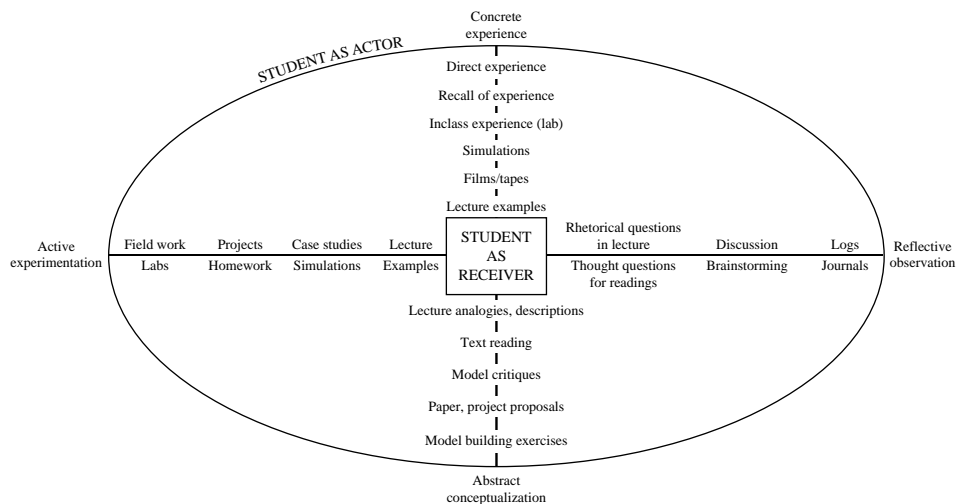 Concrete
experience
STUDENT AS ACTOR
Direct experience
Recall of experience
Inclass experience (lab)
Simulations
Films/tapes
Lecture examples
Active
experimentation
Field work
Labs
Projects
Homework
Case studies
Simulations
Lecture
Examples
STUDENT
AS
RECEIVER
Rhetorical questions
in lecture
Thought questions
for readings
Discussion
Brainstorming
Logs
Journals
Reflective
observation
Lecture analogies, descriptions
Text reading
Model critiques
Paper, project proposals
Model building exercises
Abstract
conceptualization